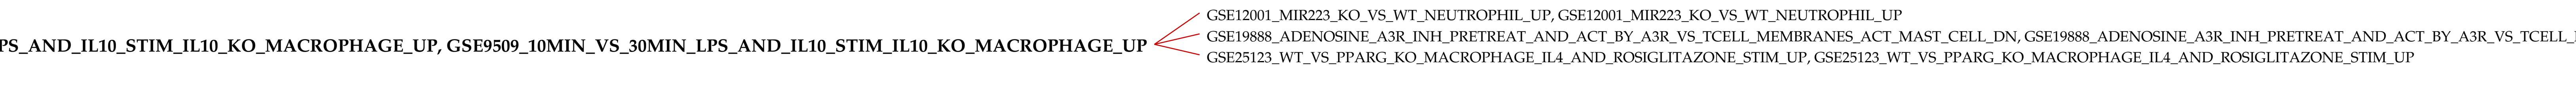 PS_AND_IL10_STIM_IL10_KO_MACROPHAGE_UP, GSE9509_10MIN_VS_30MIN_LPS_AND_IL10_STIM_IL10_KO_MACROPHAGE_UP
GSE12001_MIR223_KO_VS_WT_NEUTROPHIL_UP, GSE12001_MIR223_KO_VS_WT_NEUTROPHIL_UP
GSE19888_ADENOSINE_A3R_INH_PRETREAT_AND_ACT_BY_A3R_VS_TCELL_MEMBRANES_ACT_MAST_CELL_DN, GSE19888_ADENOSINE_A3R_INH_PRETREAT_AND_ACT_BY_A3R_VS_TCELL_
GSE25123_WT_VS_PPARG_KO_MACROPHAGE_IL4_AND_ROSIGLITAZONE_STIM_UP, GSE25123_WT_VS_PPARG_KO_MACROPHAGE_IL4_AND_ROSIGLITAZONE_STIM_UP